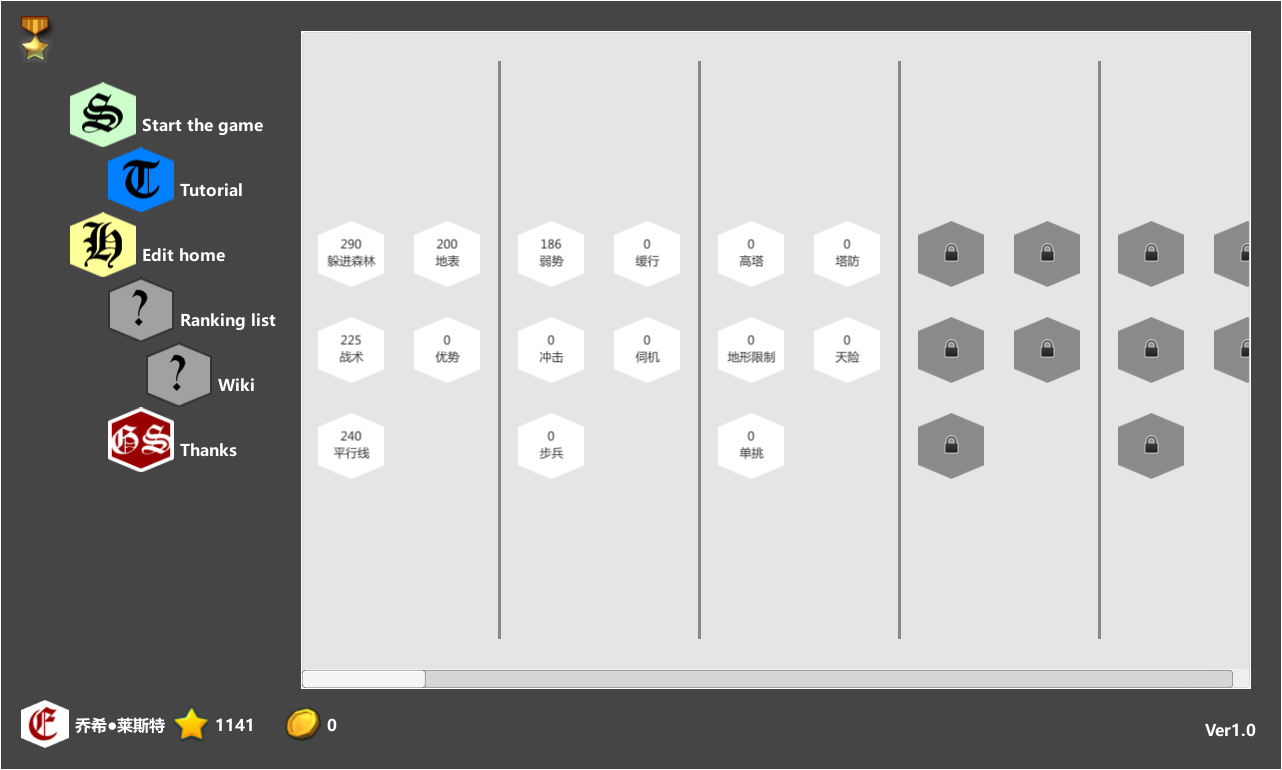 S
Start the game
T
Tutorial
H
Edit home
?
Ranking list
?
Wiki
GS
Thanks
290
躲进森林
200
地表
186
弱势
0
缓行
0
高塔
0
塔防
225
战术
0
优势
0
冲击
0
伺机
0
地形限制
0
天险
240
平行线
0
步兵
0
单挑
E
乔希●莱斯特
1141
0
Ver1.0